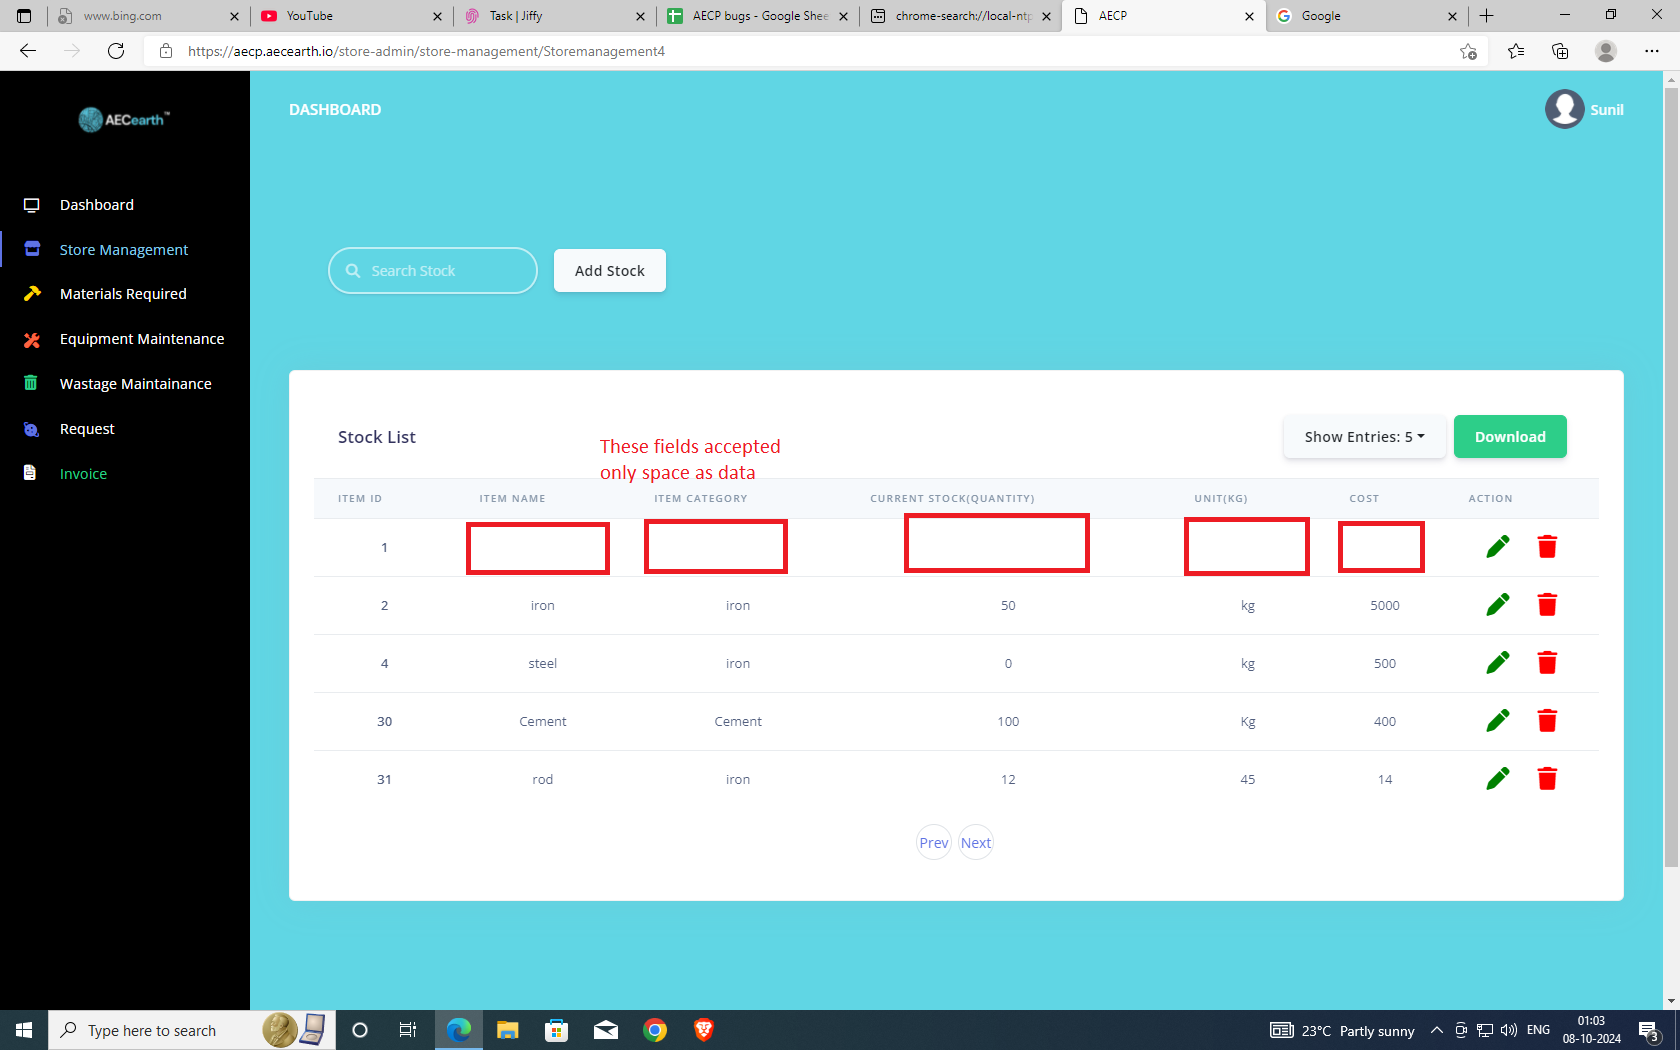 www.bing.com
YouTube
Task | Jiffy
AECP bugs - Google Shee
chrome-search://local-ntp
AECP
Google
https://aecp.aecearth.io/store-admin/store-management/Storemanagement4
AECearth™
DASHBOARD
Sunil
Dashboard
Store Management
Materials Required
Equipment Maintenance
Wastage Maintainance
Request
Invoice
Search Stock
Add Stock
Stock List
These fields accepted
only space as data
Show Entries: 5
Download
ITEM ID ITEM NAME ITEM CATEGORY CURRENT STOCK(QUANTITY) UNIT(KG) COST ACTION
1
2 iron iron 50 kg 5000
4 steel iron 0 kg 500
30 Cement Cement 100 Kg 400
31 rod iron 12 45 14
Prev Next
Type here to search
23°C Partly sunny
ENG
01:03
08-10-2024
3